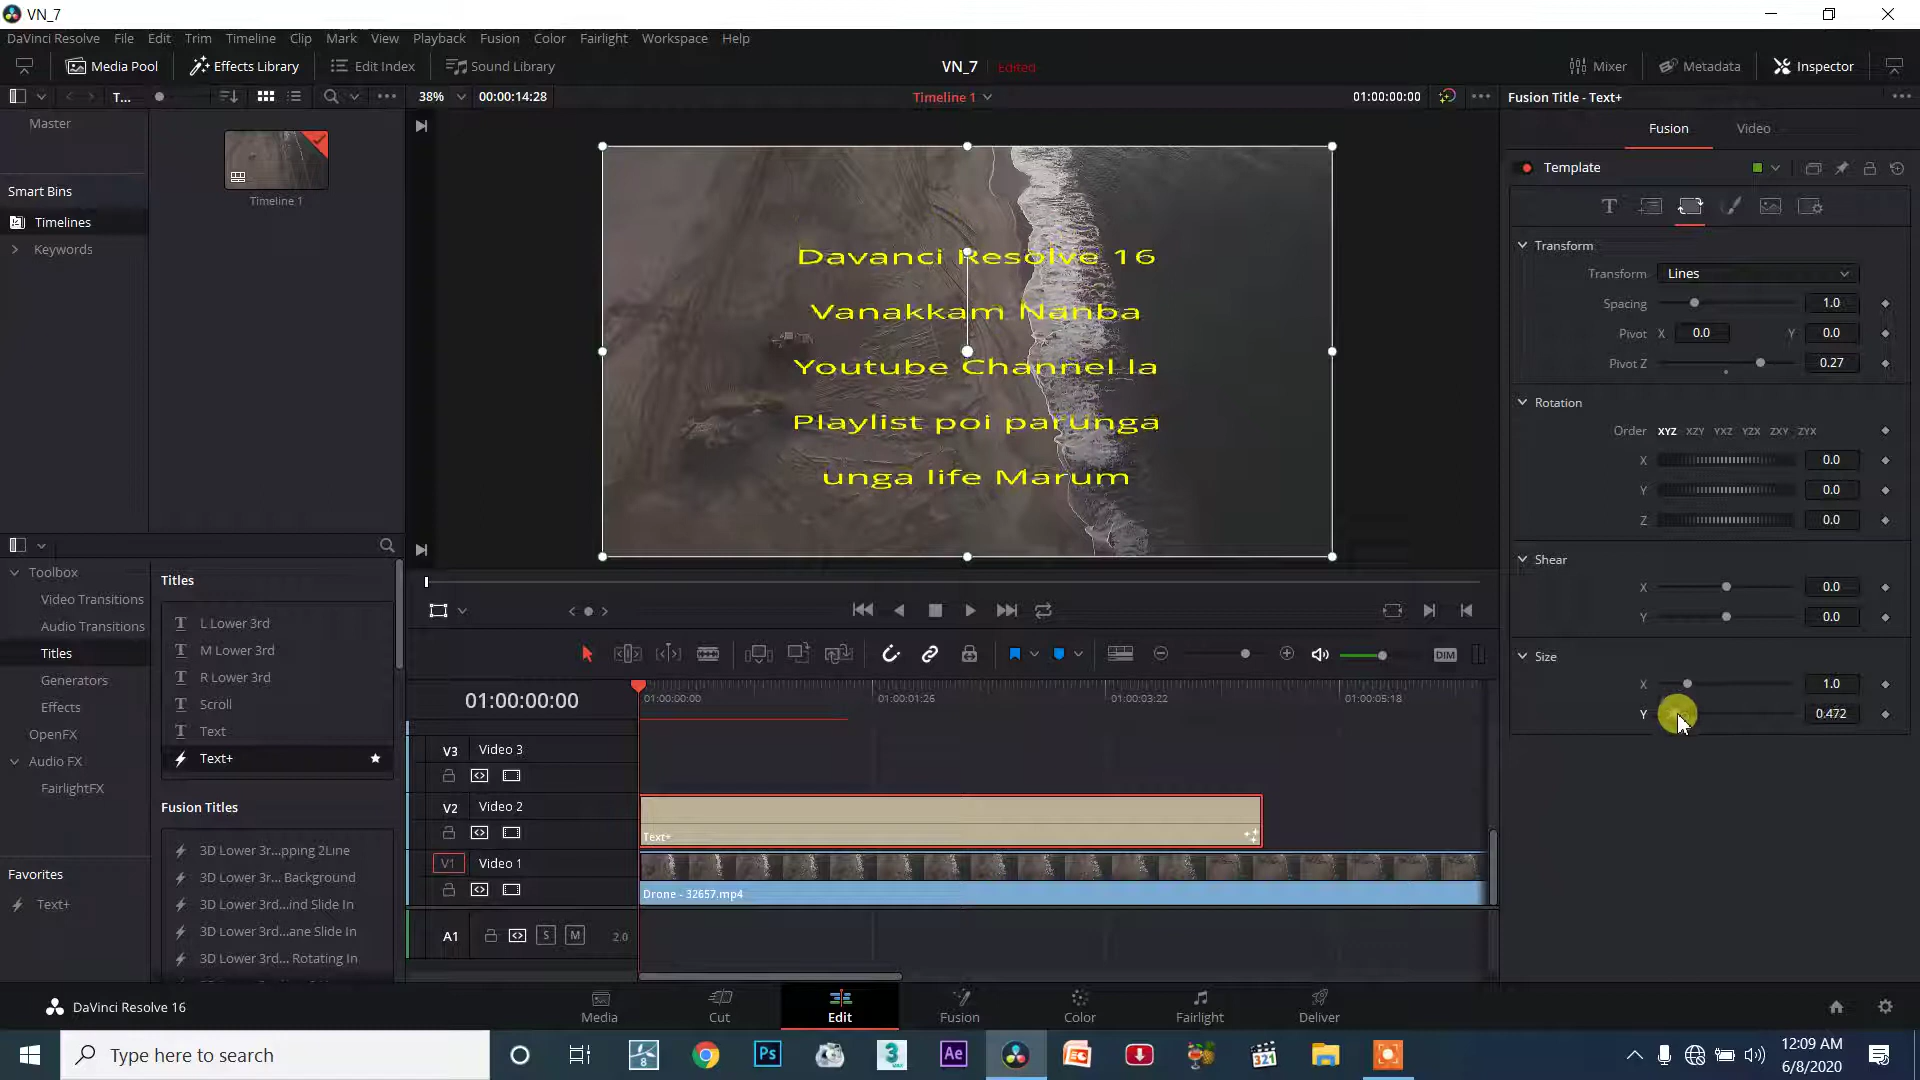 VN_7
DaVinci Resolve File Edit Trim Timeline Clip Mark View Playback Fusion Color Fairlight Workspace Help
Media Pool Effects Library Edit Index Sound Library VN_7 Edited Mixer Metadata Inspector
T... 38% 00:00:14:28 Timeline 1 01:00:00:00 Fusion Title - Text+
Master
Smart Bins
Timelines
Keywords
Timeline 1
Davanci Resolve 16
Vanakkam Nanba
Youtube Channel la
Playlist poi parunga
unga life Marum
Fusion Video
Template
Transform
Transform Lines
Spacing 1.0
Pivot X 0.0 Y 0.0
Pivot Z 0.27
Rotation
Order XYZ XZY YXZ YZX ZXY ZYX
X 0.0
Y 0.0
Z 0.0
Shear
X 0.0
Y 0.0
Size
X 1.0
Y 0.472
Toolbox
Video Transitions
Audio Transitions
Titles
Generators
Effects
OpenFX
Audio FX
FairlightFX
Favorites
Text+
Titles
L Lower 3rd
M Lower 3rd
R Lower 3rd
Scroll
Text
Text+
Fusion Titles
3D Lower 3r...pping 2Line
3D Lower 3r... Background
3D Lower 3rd...ind Slide In
3D Lower 3rd...ane Slide In
3D Lower 3rd... Rotating In
DIM
01:00:00:00 01:00:00:00 01:00:01:26 01:00:03:22 01:00:05:18
V3 Video 3
V2 Video 2
Text+
V1 Video 1
Drone - 32657.mp4
A1 S M 2.0
DaVinci Resolve 16 Media Cut Edit Fusion Color Fairlight Deliver
Type here to search 8 Ps 3 MAX Ae 321 12:09 AM
6/8/2020